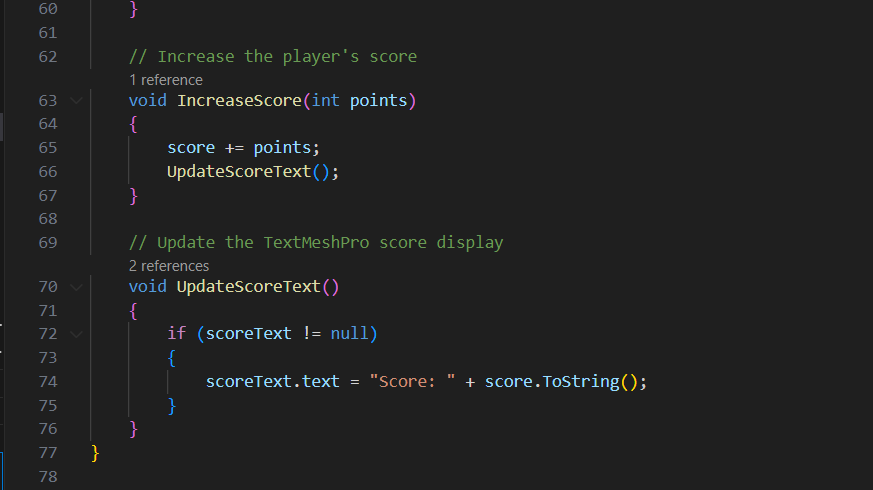 60 }
61
62 // Increase the player's score
1 reference
63 void IncreaseScore(int points)
64 {
65 score += points;
66 UpdateScoreText();
67 }
68
69 // Update the TextMeshPro score display
2 references
70 void UpdateScoreText()
71 {
72 if (scoreText != null)
73 {
74 scoreText.text = "Score: " + score.ToString();
75 }
76 }
77 }
78